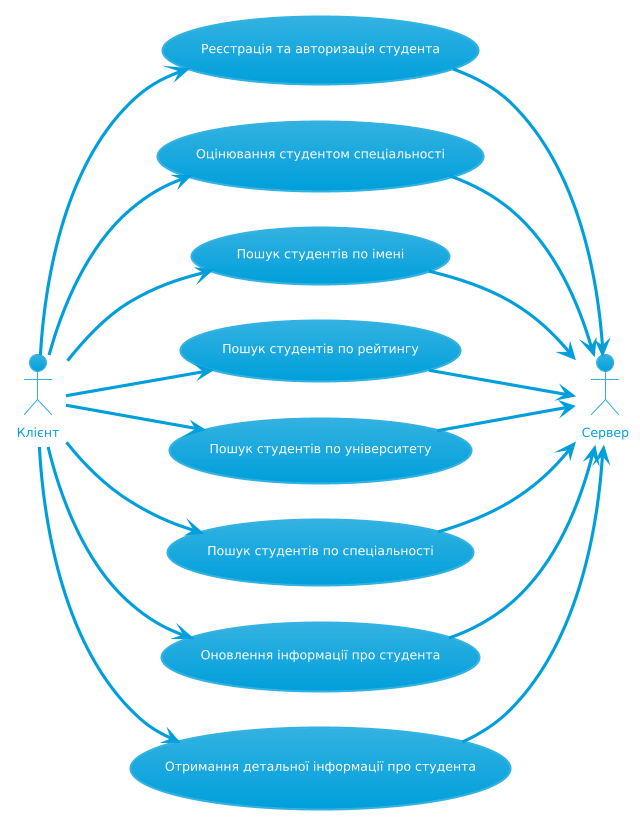 Реєстрація та авторизація студента
Оцінювання студентом спеціальності
Пошук студентів по імені
Пошук студентів по рейтингу
Клієнт
Сервер
Пошук студентів по університету
Пошук студентів по спеціальності
Оновлення інформації про студента
Отримання детальної інформації про студента